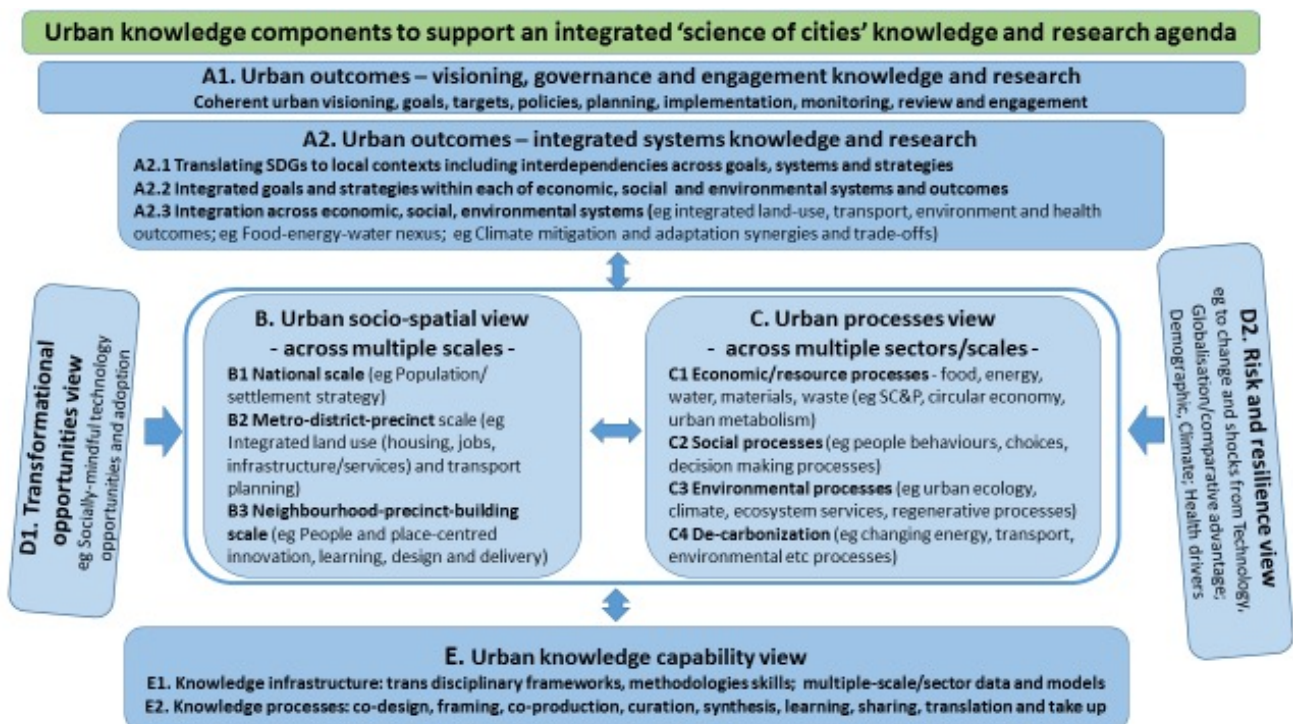 Urban knowledge components to support an integrated ‘science of cities’ knowledge and research agenda
A1. Urban outcomes – visioning, governance and engagement knowledge and research
Coherent urban visioning, goals, targets, policies, planning, implementation, monitoring, review and engagement
A2. Urban outcomes – integrated systems knowledge and research
A2.1 Translating SDGs to local contexts including interdependencies across goals, systems and strategies
A2.2 Integrated goals and strategies within each of economic, social and environmental systems and outcomes
A2.3 Integration across economic, social, environmental systems (eg integrated land-use, transport, environment and health
outcomes; eg Food-energy-water nexus; eg Climate mitigation and adaptation synergies and trade-offs)
D1. Transformational
opportunities view
eg Socially-mindful technology
opportunities and adoption
B. Urban socio-spatial view
- across multiple scales -
B1 National scale (eg Population/
settlement strategy)
B2 Metro-district-precinct scale (eg
Integrated land use (housing, jobs,
infrastructure/services) and transport
planning)
B3 Neighbourhood-precinct-building
scale (eg People and place-centred
innovation, learning, design and delivery)
C. Urban processes view
- across multiple sectors/scales -
C1 Economic/resource processes - food, energy,
water, materials, waste (eg SC&P, circular economy,
urban metabolism)
C2 Social processes (eg people behaviours, choices,
decision making processes)
C3 Environmental processes (eg urban ecology,
climate, ecosystem services, regenerative processes)
C4 De-carbonization (eg changing energy, transport,
environmental etc processes)
D2. Risk and resilience view
eg to change and shocks from Technology,
Globalisation/comparative advantage;
Demographic, Climate; Health drivers
E. Urban knowledge capability view
E1. Knowledge infrastructure: trans disciplinary frameworks, methodologies skills; multiple-scale/sector data and models
E2. Knowledge processes: co-design, framing, co-production, curation, synthesis, learning, sharing, translation and take up